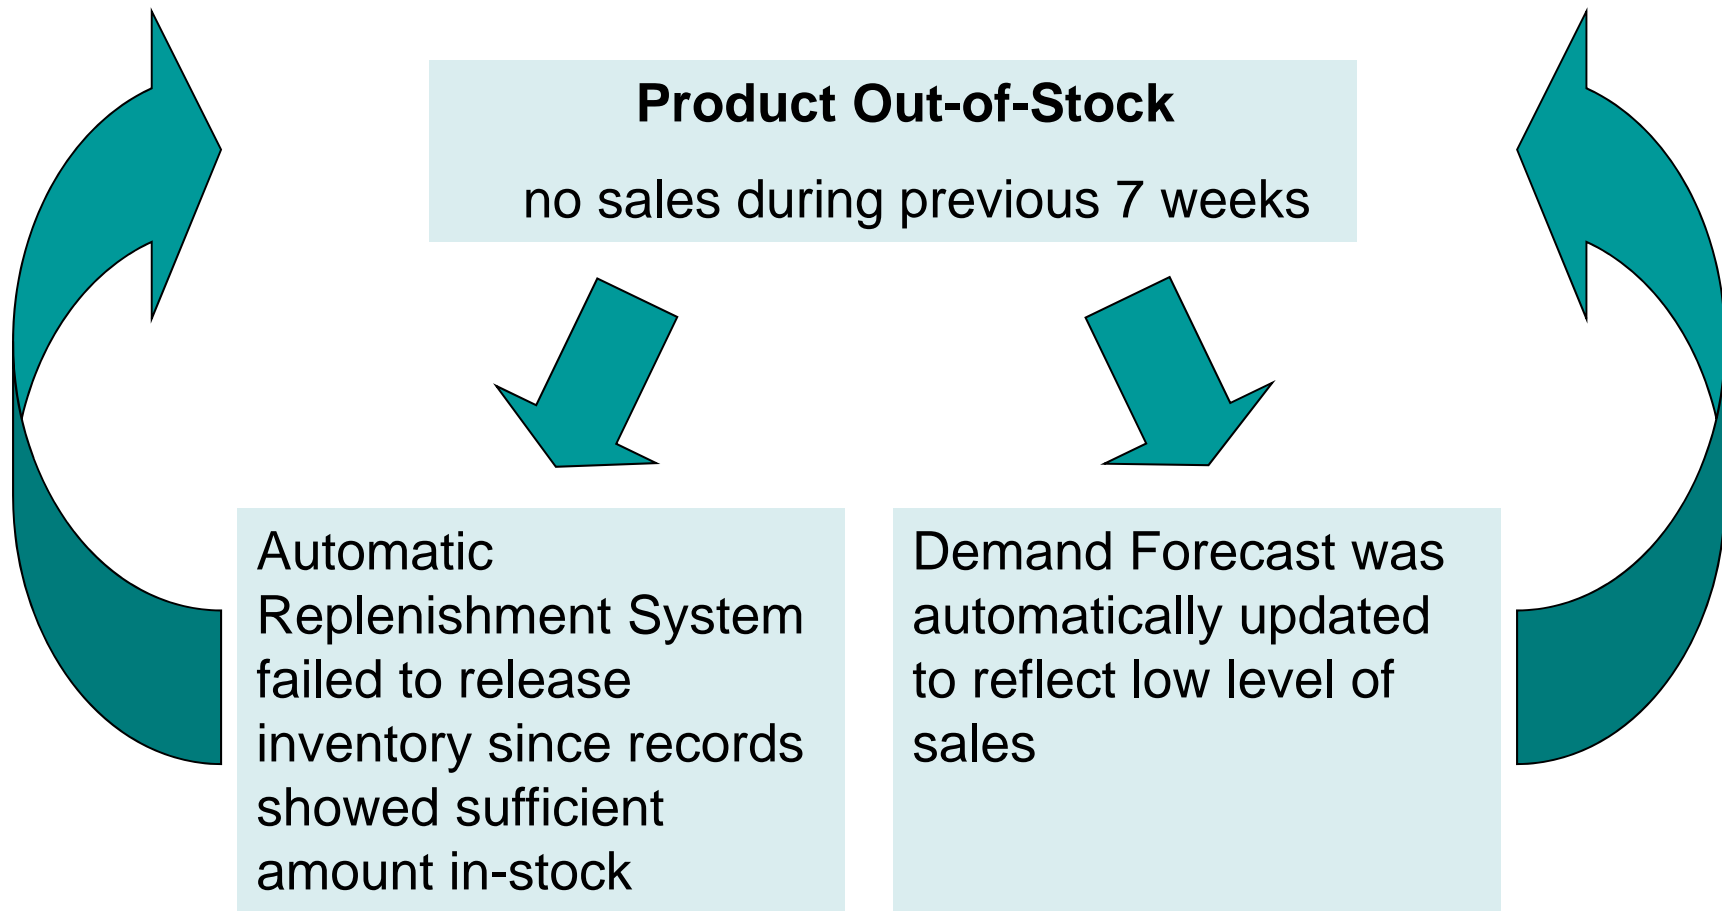 Product Out-of-Stock
no sales during previous 7 weeks
Automatic
Replenishment System
failed to release
inventory since records
showed sufficient
amount in-stock
Demand Forecast was
automatically updated
to reflect low level of
sales